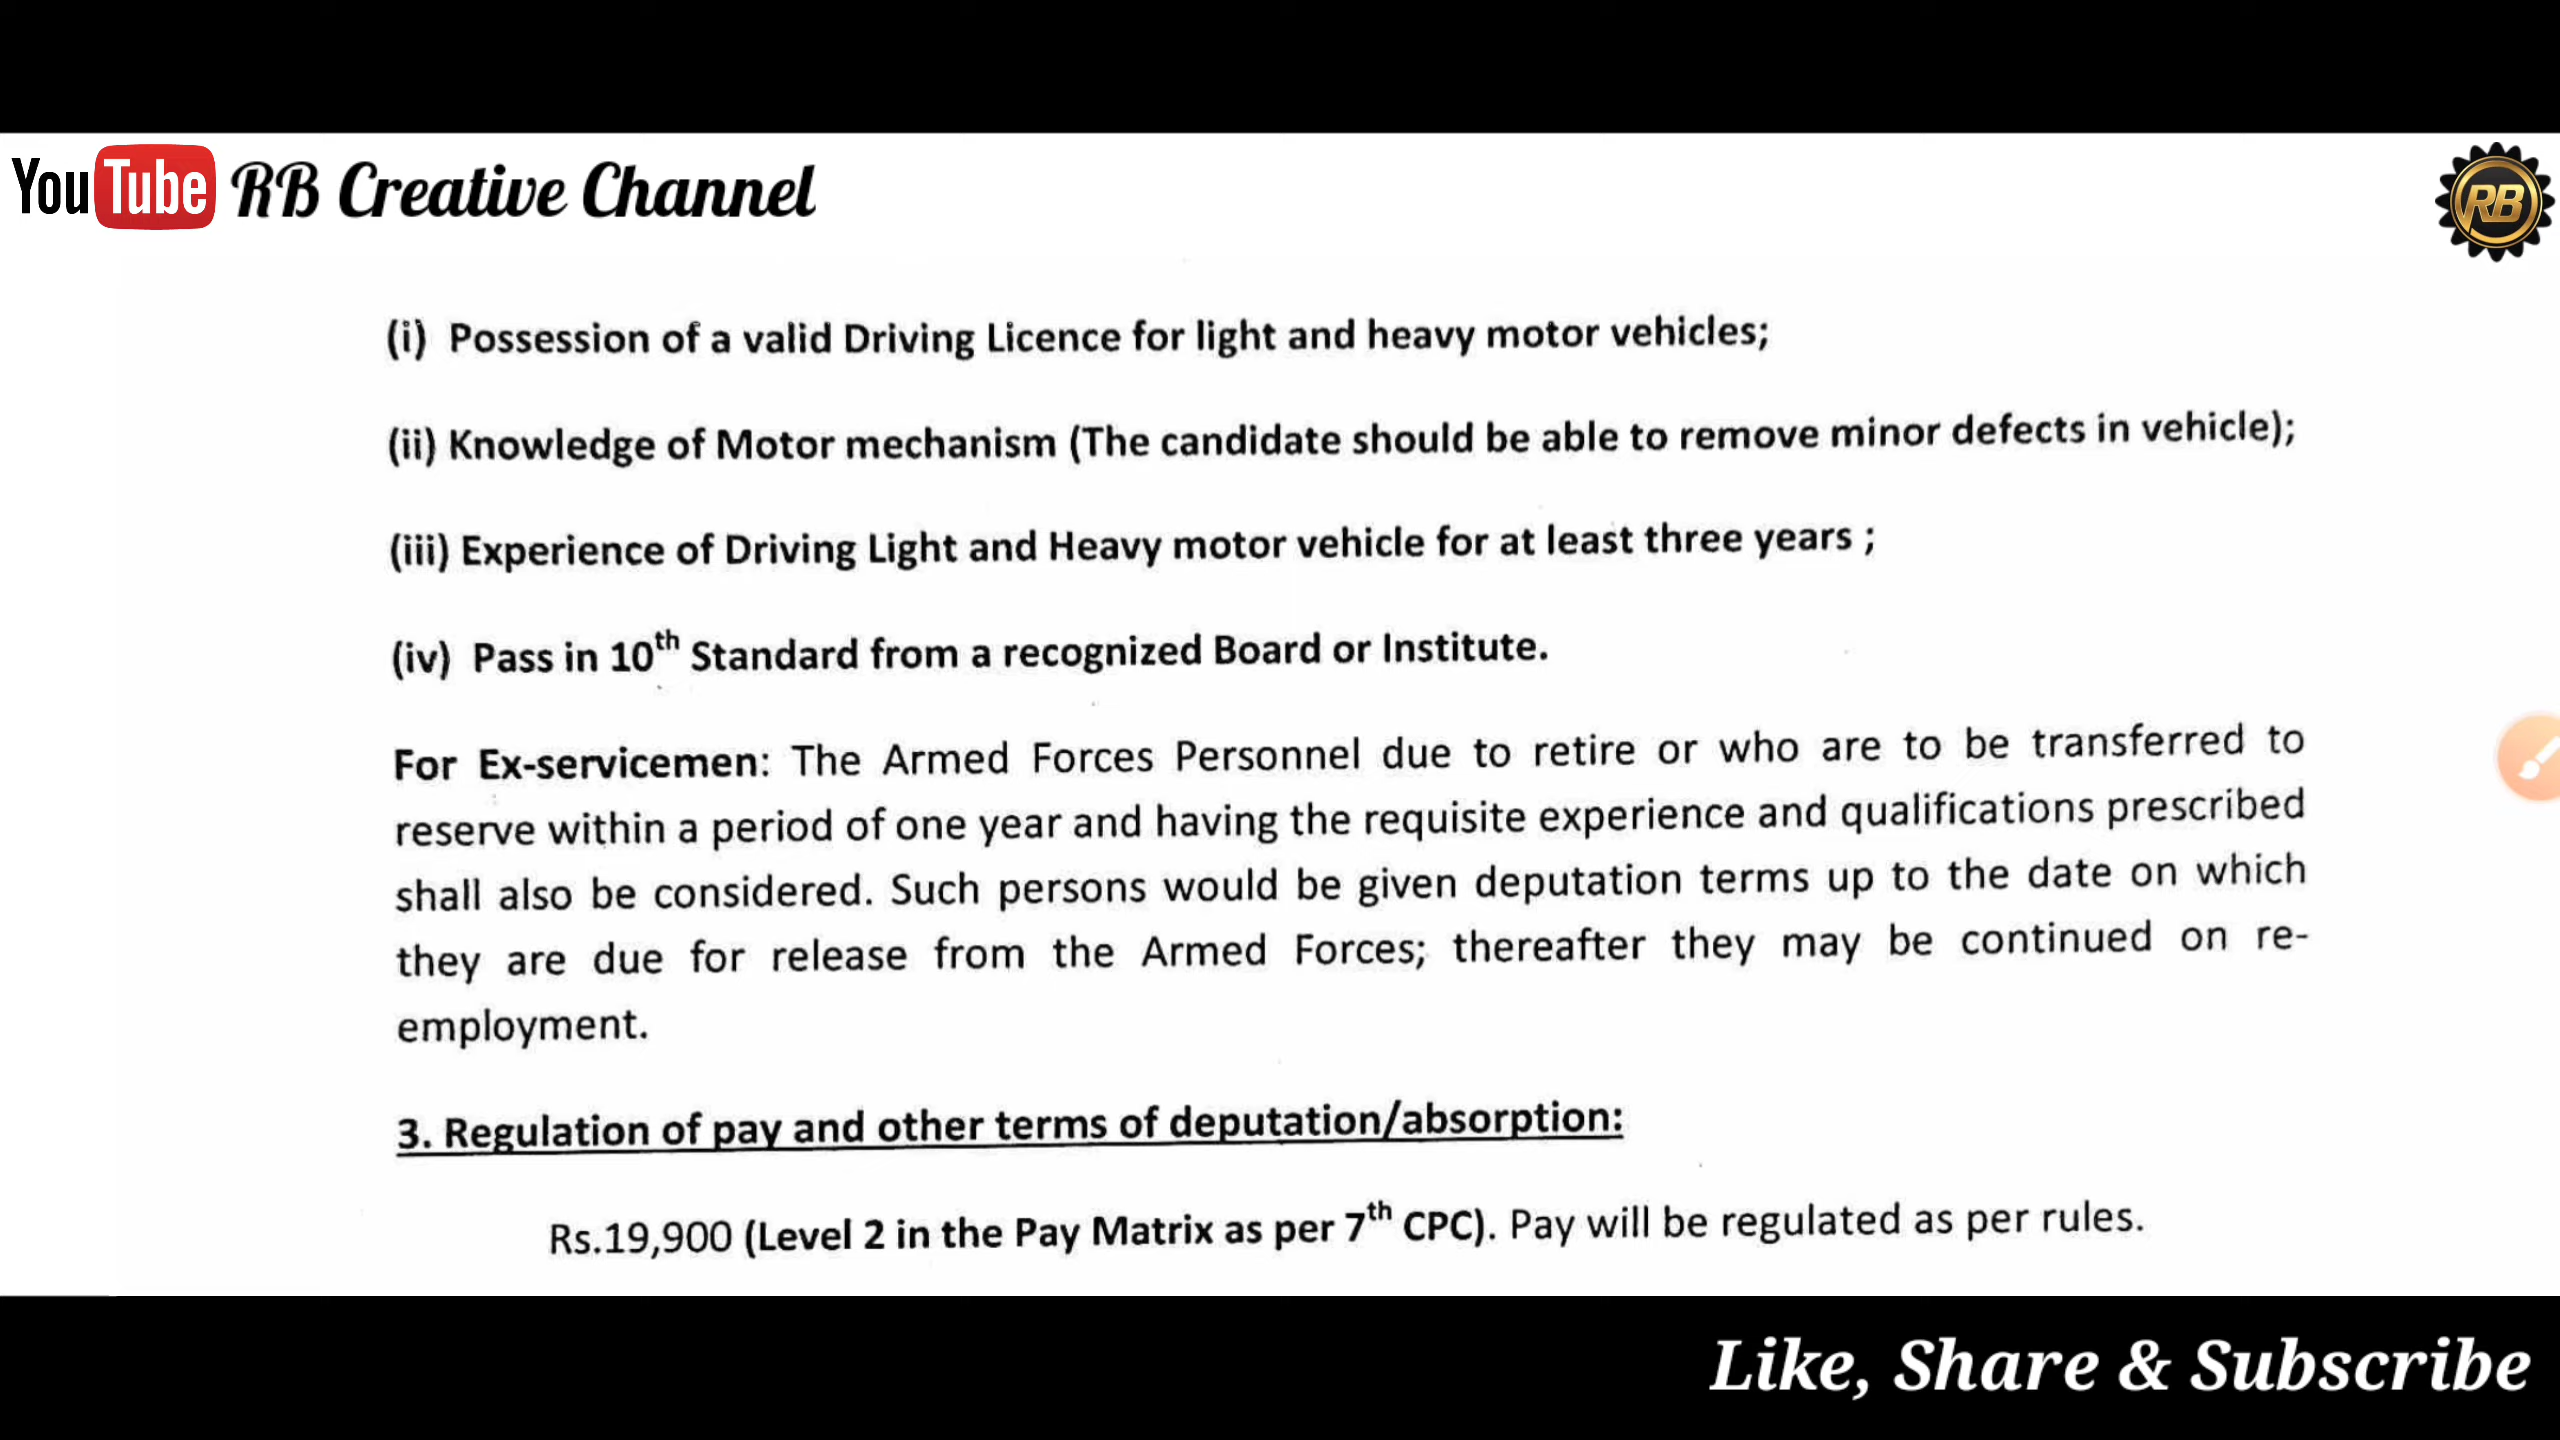 YouTube RB Creative Channel
RB
(i) Possession of a valid Driving Licence for light and heavy motor vehicles;
(ii) Knowledge of Motor mechanism (The candidate should be able to remove minor defects in vehicle);
(iii) Experience of Driving Light and Heavy motor vehicle for at least three years ;
(iv) Pass in 10th Standard from a recognized Board or Institute.
For Ex-servicemen: The Armed Forces Personnel due to retire or who are to be transferred to
reserve within a period of one year and having the requisite experience and qualifications prescribed
shall also be considered. Such persons would be given deputation terms up to the date on which
they are due for release from the Armed Forces; thereafter they may be continued on re-
employment.
3. Regulation of pay and other terms of deputation/absorption:
Rs.19,900 (Level 2 in the Pay Matrix as per 7th CPC). Pay will be regulated as per rules.
Like, Share & Subscribe